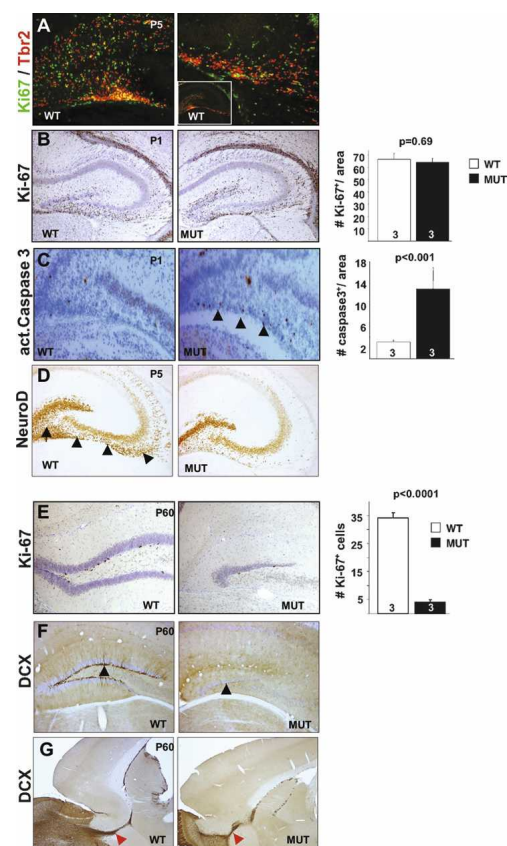 A
P5
Ki67 / Tbr2
WT
WT
B
P1
Ki-67
WT
MUT
p=0.69
# Ki-67+/ area
70
60
50
40
30
20
10
3
3
WT
MUT
C
P1
act.Caspase 3
WT
MUT
p<0.001
# caspase3+/ area
18
14
10
6
2
3
3
D
P5
NeuroD
WT
MUT
E
P60
Ki-67
WT
MUT
p<0.0001
# Ki-67+ cells
35
25
15
5
3
3
WT
MUT
F
P60
DCX
WT
MUT
G
P60
DCX
WT
MUT